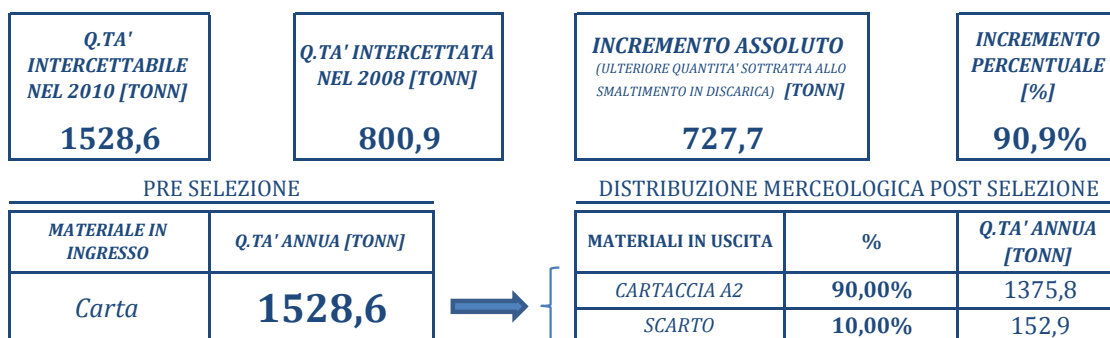 Q.TA'
INTERCETTABILE
NEL 2010 [TONN]
1528,6
Q.TA' INTERCETTATA
NEL 2008 [TONN]
800,9
INCREMENTO ASSOLUTO
(ULTERIORE QUANTITA' SOTTRATTA ALLO
SMALTIMENTO IN DISCARICA) [TONN]
727,7
INCREMENTO
PERCENTUALE
[%]
90,9%
PRE SELEZIONE
MATERIALE IN
INGRESSO
Q.TA' ANNUA [TONN]
Carta
1528,6
DISTRIBUZIONE MERCEOLOGICA POST SELEZIONE
MATERIALI IN USCITA
%
Q.TA' ANNUA
[TONN]
CARTACCIA A2
90,00%
1375,8
SCARTO
10,00%
152,9